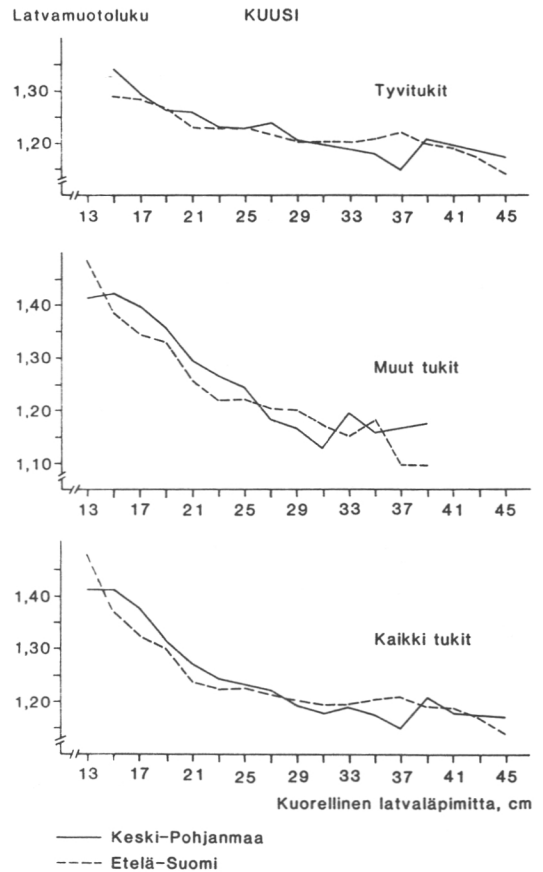 Latvamuotoluku KUUSI
1,30
1,20
Tyvitukit
13 17 21 25 29 33 37 41 45
1,40
1,30
1,20
1,10
Muut tukit
13 17 21 25 29 33 37 41 45
1,40
1,30
1,20
Kaikki tukit
13 17 21 25 29 33 37 41 45
Kuorellinen latvaläpimitta, cm
Keski-Pohjanmaa
Etelä-Suomi